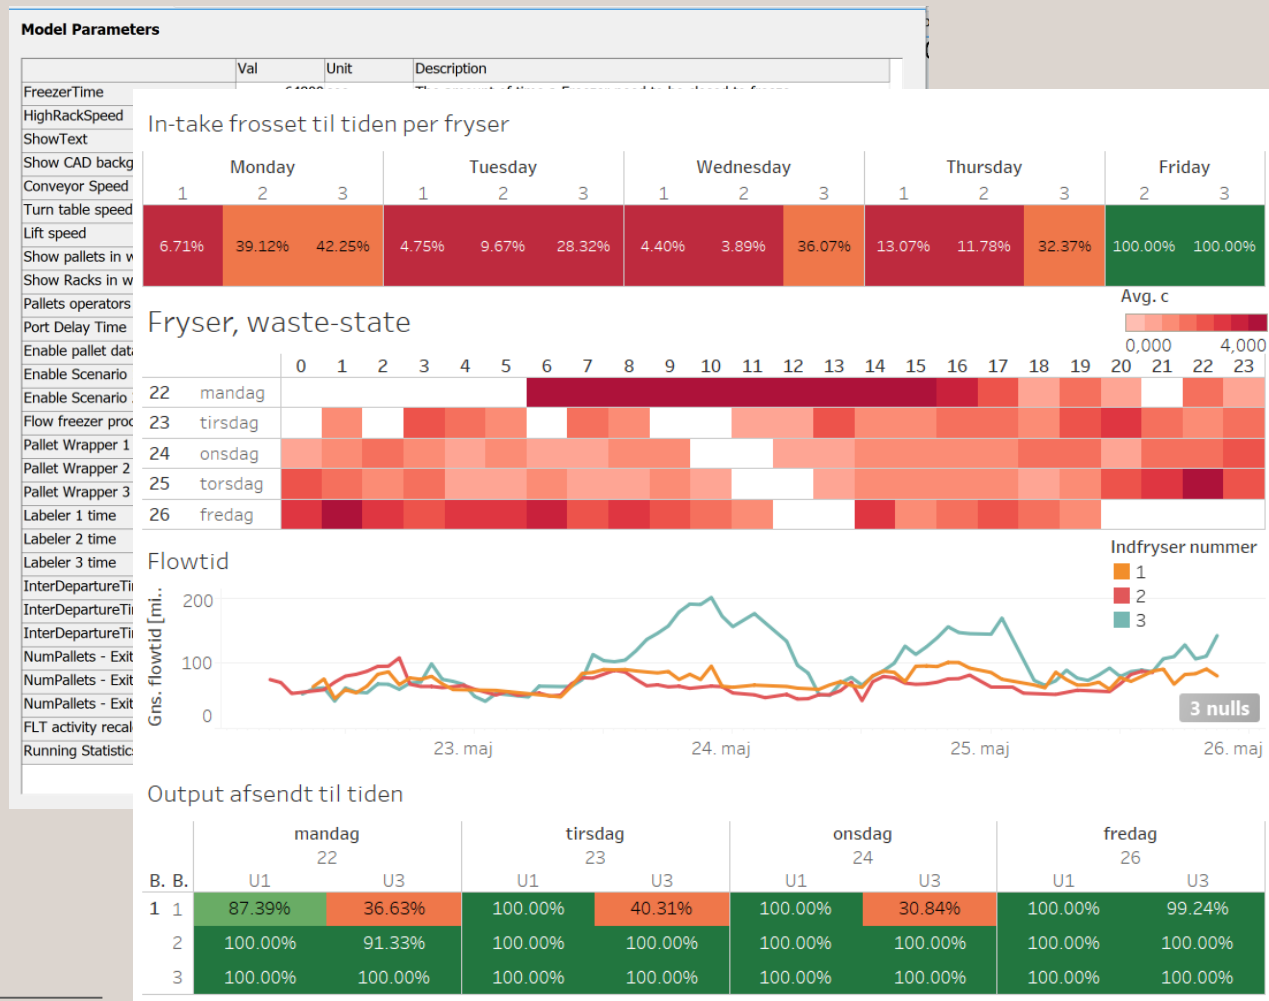 Model Parameters
Val Unit Description
FreezerTime
HighRackSpeed
ShowText
Show CAD backg
Conveyor Speed
Turn table speed
Lift speed
Show pallets in w
Show Racks in w
Pallets operators
Port Delay Time
Enable pallet data
Enable Scenario
Enable Scenario
Flow freezer proc
Pallet Wrapper 1
Pallet Wrapper 2
Pallet Wrapper 3
Labeler 1 time
Labeler 2 time
Labeler 3 time
InterDepartureTi
InterDepartureTi
InterDepartureTi
NumPallets - Exit
NumPallets - Exit
NumPallets - Exit
FLT activity recal
Running Statistic
In-take frosset til tiden per fryser
Monday Tuesday Wednesday Thursday Friday
1 2 3 1 2 3 1 2 3 1 2 3 2 3
6.71% 39.12% 42.25% 4.75% 9.67% 28.32% 4.40% 3.89% 36.07% 13.07% 11.78% 32.37% 100.00% 100.00%
Avg. c
0,000 4,000
Fryser, waste-state
0 1 2 3 4 5 6 7 8 9 10 11 12 13 14 15 16 17 18 19 20 21 22 23
22 mandag
23 tirsdag
24 onsdag
25 torsdag
26 fredag
Flowtid
Indfryser nummer
1
2
3
Gns. flowtid [mi..
200
100
0
3 nulls
23. maj 24. maj 25. maj 26. maj
Output afsendt til tiden
mandag tirsdag onsdag fredag
22 23 24 26
B. B. U1 U3 U1 U3 U1 U3 U1 U3
1 1 87.39% 36.63% 100.00% 40.31% 100.00% 30.84% 100.00% 99.24%
2 100.00% 91.33% 100.00% 100.00% 100.00% 100.00% 100.00% 100.00%
3 100.00% 100.00% 100.00% 100.00% 100.00% 100.00% 100.00% 100.00%